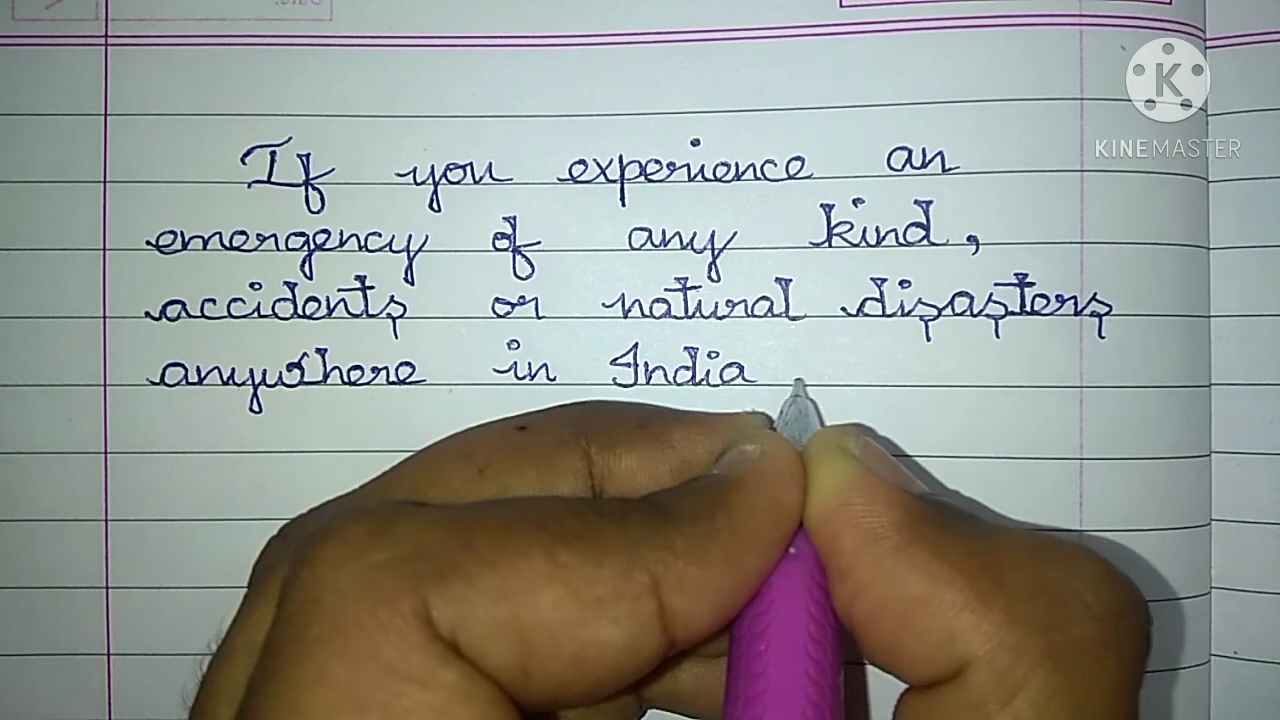 If you experience an
emergency of any kind,
accidents or natural disasters
anywhere in India
K
KINEMASTER